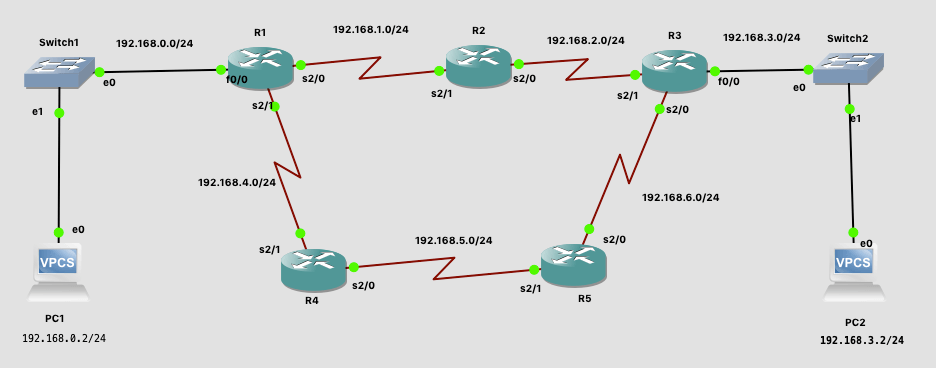 Switch1
192.168.0.0/24
R1
192.168.1.0/24
R2
192.168.2.0/24
R3
192.168.3.0/24
Switch2
e0
f0/0
s2/0
s2/1
s2/0
s2/1
f0/0
e0
e1
s2/1
s2/0
e1
192.168.4.0/24
192.168.6.0/24
e0
s2/1
192.168.5.0/24
s2/0
e0
VPCS
s2/0
s2/1
VPCS
R4
R5
PC1
192.168.0.2/24
PC2
192.168.3.2/24